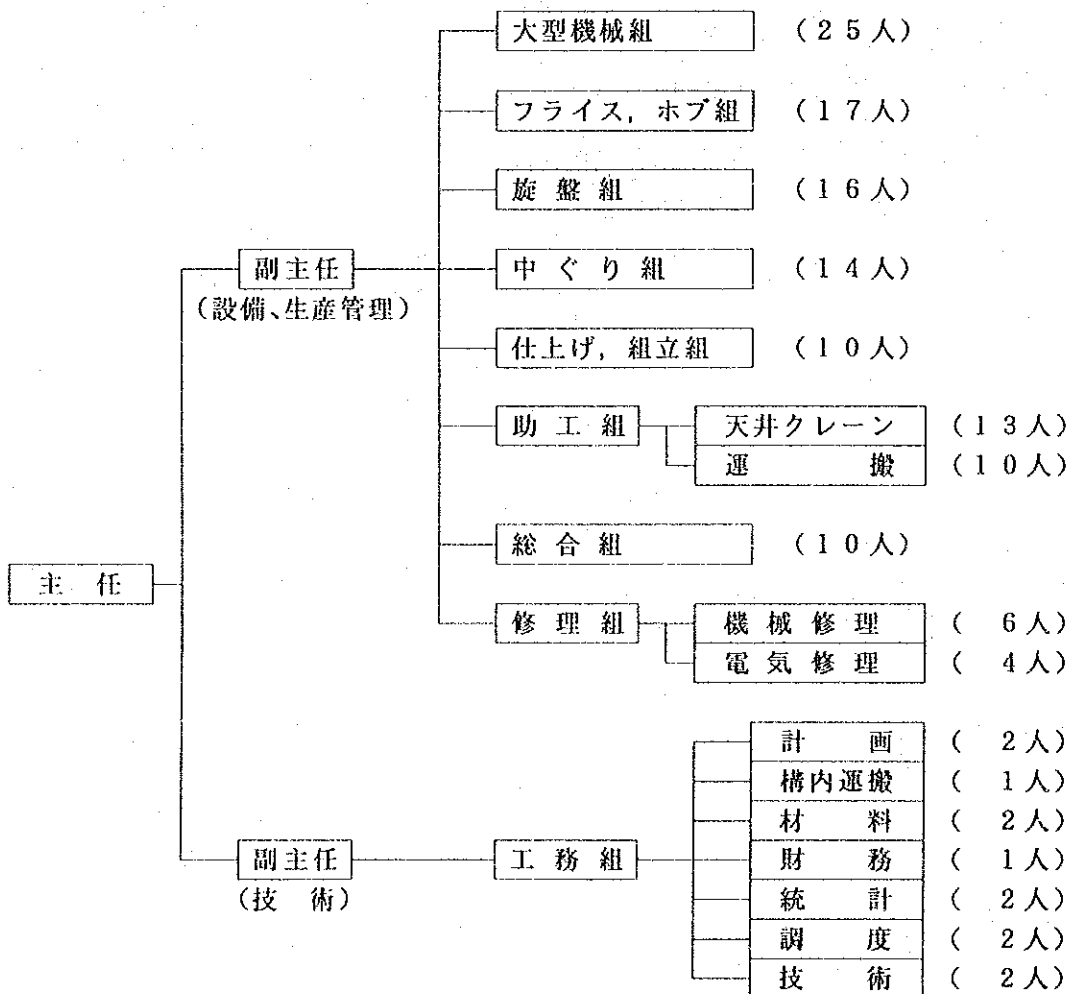 大型機械組 (25人)
フライス, ホブ組 (17人)
旋盤組 (16人)
副主任
(設備、生産管理)
中ぐり組 (14人)
仕上げ, 組立組 (10人)
助工組 天井クレーン (13人)
運搬 (10人)
総合組 (10人)
主任
修理組 機械修理 (6人)
電気修理 (4人)
計画 (2人)
構内運搬 (1人)
材料 (2人)
副主任 工務組 財務 (1人)
(技術) 統計 (2人)
調度 (2人)
技術 (2人)